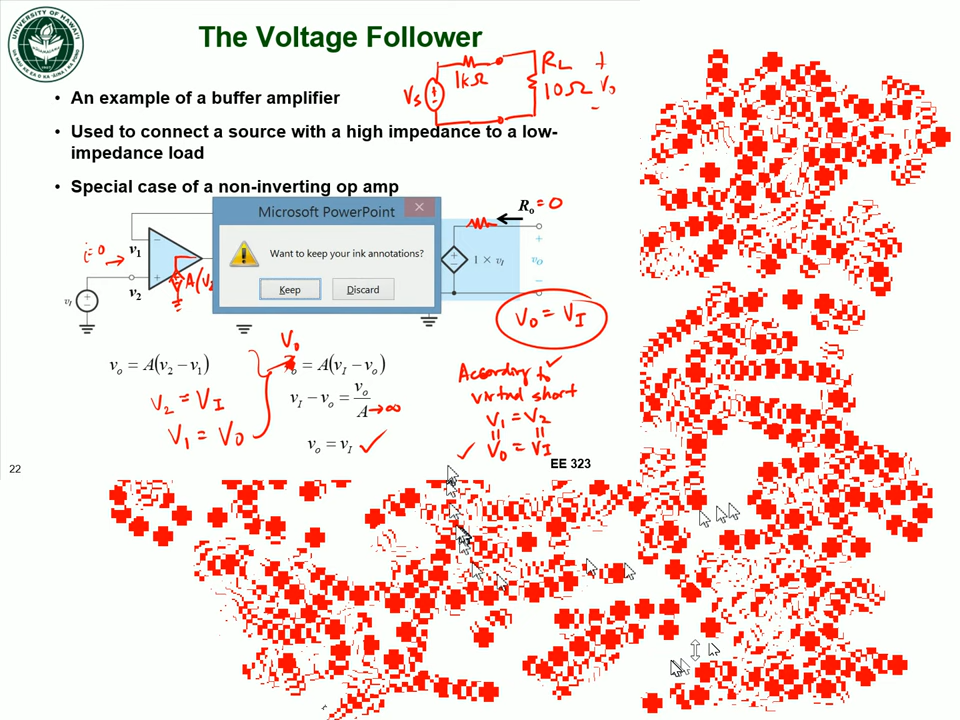 UNIVERSITY OF HAWAI'I
The Voltage Follower
• An example of a buffer amplifier
• Used to connect a source with a high impedance to a low-
impedance load
• Special case of a non-inverting op amp
Vs
1kΩ
RL
10Ω
+
Vo
-
Microsoft PowerPoint
Want to keep your ink annotations?
Keep
Discard
i=0
v1
v2
vI
A(V2
Ro =0
1 × vI
+
vO
−
Vo = VI
vo = A(v2 − v1)
V2 = VI
V1 = Vo
Vo
o = A(vI − vo)
vI − vo = vo
A→∞
vo = vI
According to
virtual short
V1 = V2
Vo = VI
22
EE 323